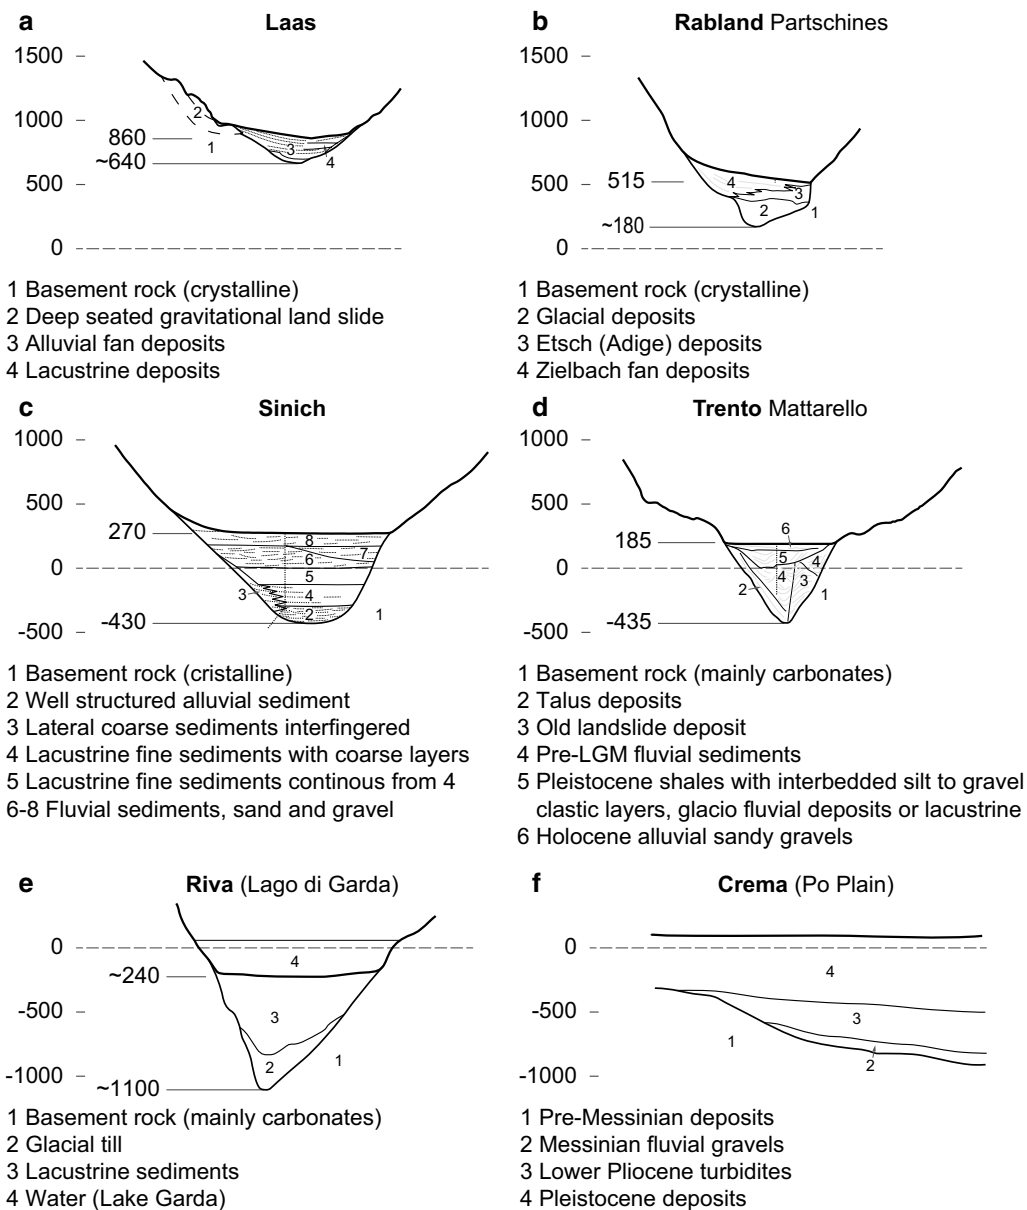 a Laas
1500
1000
860
~640
500
0
2
1
3
4
1 Basement rock (crystalline)
2 Deep seated gravitational land slide
3 Alluvial fan deposits
4 Lacustrine deposits
b Rabland Partschines
1500
1000
515
500
~180
0
4
3
2
1
1 Basement rock (crystalline)
2 Glacial deposits
3 Etsch (Adige) deposits
4 Zielbach fan deposits
c Sinich
1000
500
270
0
-430
-500
8
7
6
5
4
3
2
1
1 Basement rock (cristalline)
2 Well structured alluvial sediment
3 Lateral coarse sediments interfingered
4 Lacustrine fine sediments with coarse layers
5 Lacustrine fine sediments continous from 4
6-8 Fluvial sediments, sand and gravel
d Trento Mattarello
1000
500
185
0
-435
-500
6
5
4
4
3
2
1
1 Basement rock (mainly carbonates)
2 Talus deposits
3 Old landslide deposit
4 Pre-LGM fluvial sediments
5 Pleistocene shales with interbedded silt to gravel
clastic layers, glacio fluvial deposits or lacustrine
6 Holocene alluvial sandy gravels
e Riva (Lago di Garda)
0
~240
-500
-1000
~1100
4
3
2
1
1 Basement rock (mainly carbonates)
2 Glacial till
3 Lacustrine sediments
4 Water (Lake Garda)
f Crema (Po Plain)
0
-500
-1000
4
3
1
2
1 Pre-Messinian deposits
2 Messinian fluvial gravels
3 Lower Pliocene turbidites
4 Pleistocene deposits